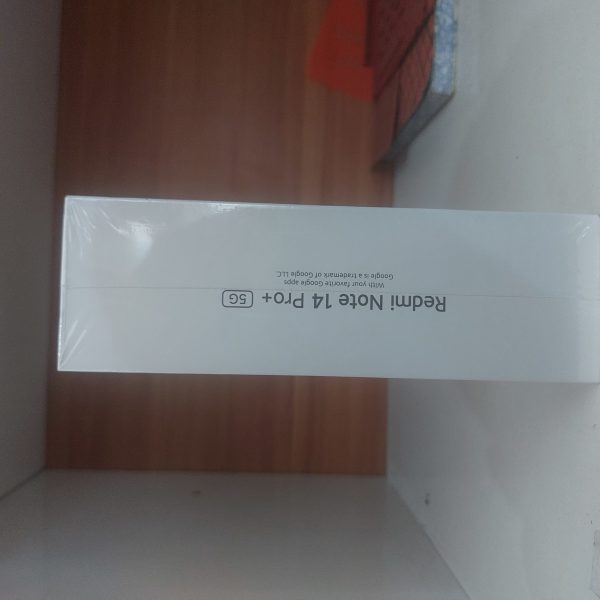 Redmi Note 14 Pro+ 5G
With your favorite Google apps
Google is a trademark of Google LLC.